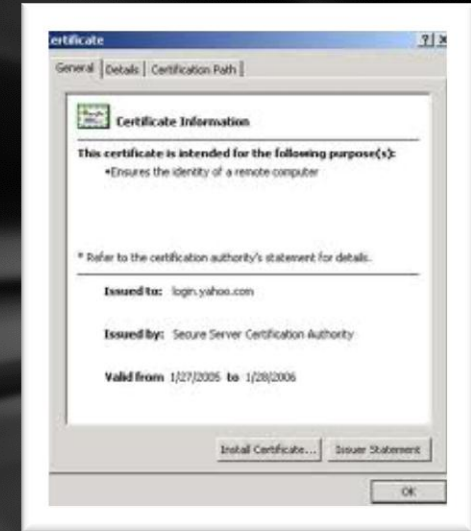 ertificate
General Details Certification Path
Certificate Information
This certificate is intended for the following purpose(s):
•Ensures the identity of a remote computer
* Refer to the certification authority's statement for details.
Issued to: login.yahoo.com
Issued by: Secure Server Certification Authority
Valid from 1/27/2005 to 1/28/2006
Install Certificate... Issuer Statement
OK